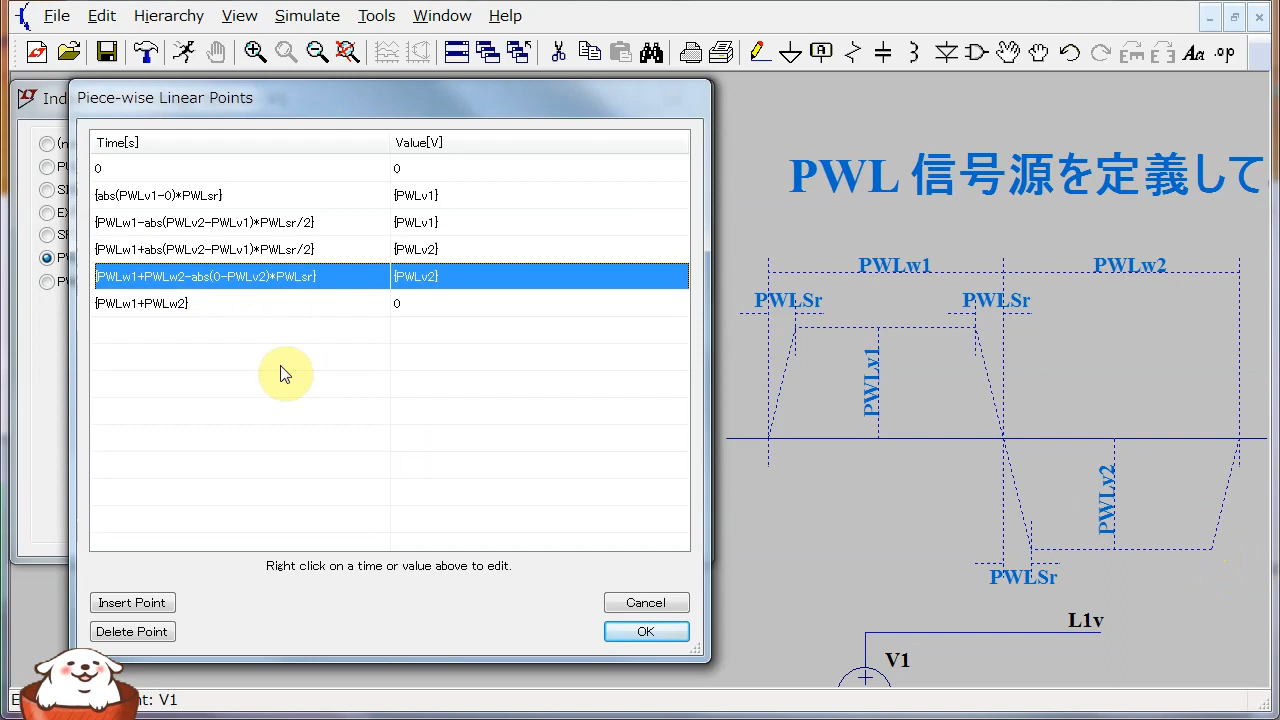 File Edit Hierarchy View Simulate Tools Window Help
Aa .op
Ind
Piece-wise Linear Points
Time[s] Value[V]
0 0
{abs(PWLv1-0)*PWLsr} {PWLv1}
{PWLw1-abs(PWLv2-PWLv1)*PWLsr/2} {PWLv1}
{PWLw1+abs(PWLv2-PWLv1)*PWLsr/2} {PWLv2}
{PWLw1+PWLw2-abs(0-PWLv2)*PWLsr} {PWLv2}
{PWLw1+PWLw2} 0
Right click on a time or value above to edit.
Insert Point Cancel
Delete Point OK
PWL 信号源を定義して
PWLw1 PWLw2
PWLSr PWLSr
PWLv1
PWLv2
PWLSr
L1v
V1
t: V1